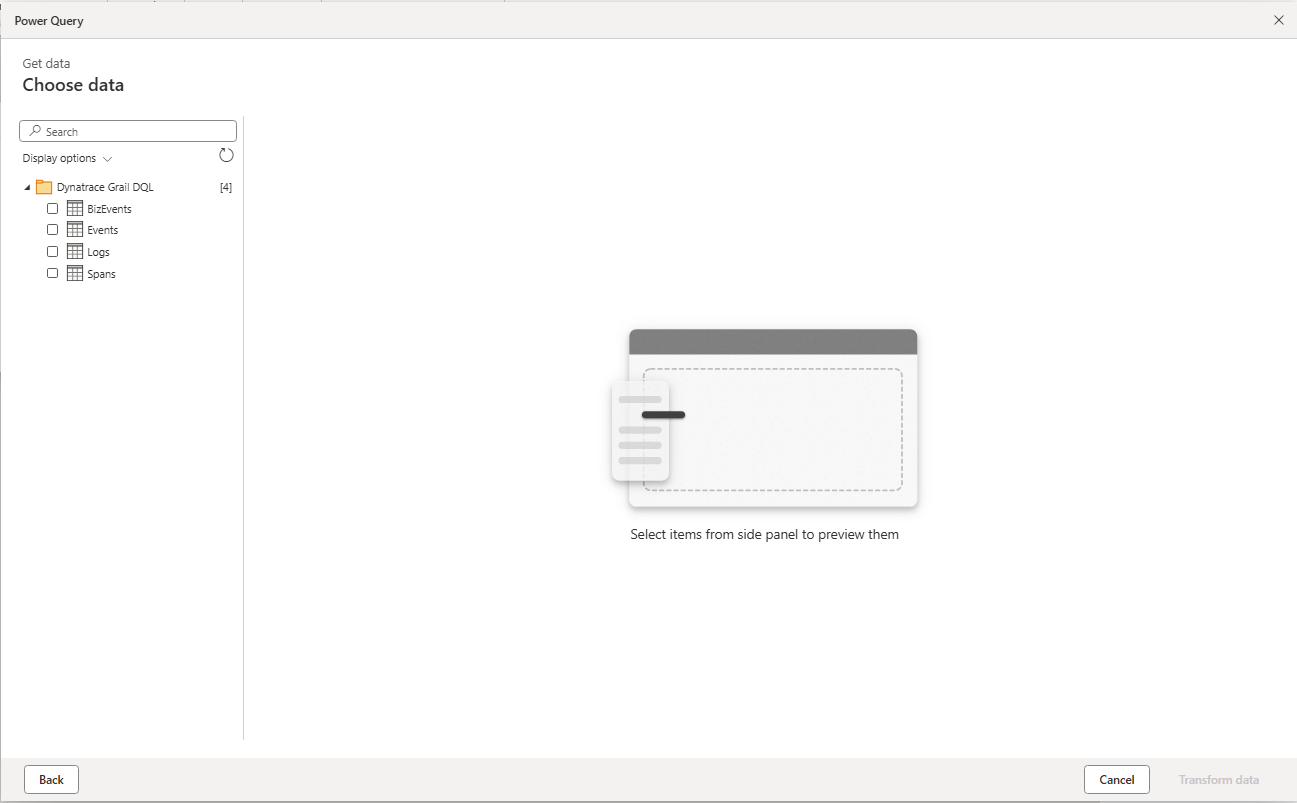 Power Query
Get data
Choose data
Search
Display options
Dynatrace Grail DQL [4]
BizEvents
Events
Logs
Spans
Select items from side panel to preview them
Back
Cancel
Transform data